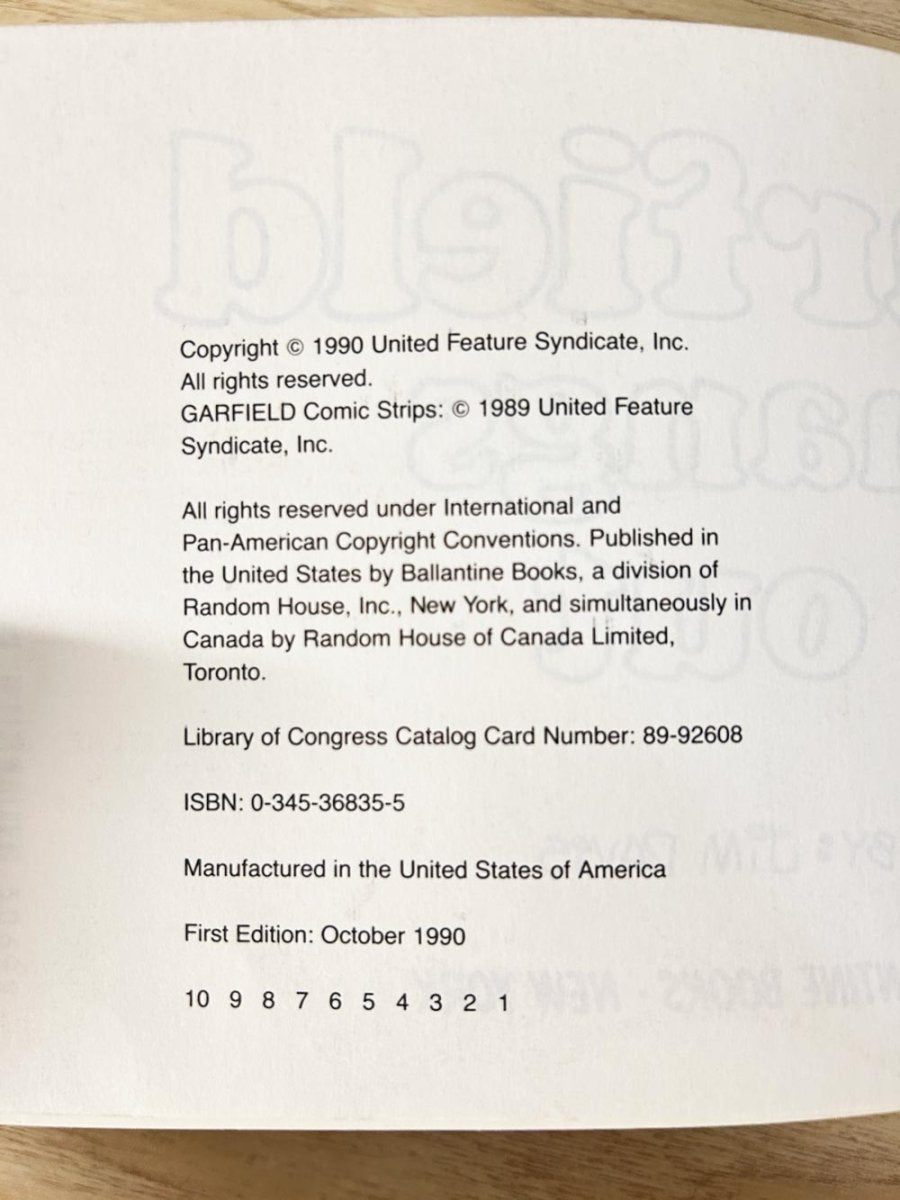 Copyright © 1990 United Feature Syndicate, Inc.
All rights reserved.
GARFIELD Comic Strips: © 1989 United Feature
Syndicate, Inc.
All rights reserved under International and
Pan-American Copyright Conventions. Published in
the United States by Ballantine Books, a division of
Random House, Inc., New York, and simultaneously in
Canada by Random House of Canada Limited,
Toronto.
Library of Congress Catalog Card Number: 89-92608
ISBN: 0-345-36835-5
Manufactured in the United States of America
First Edition: October 1990
10 9 8 7 6 5 4 3 2 1